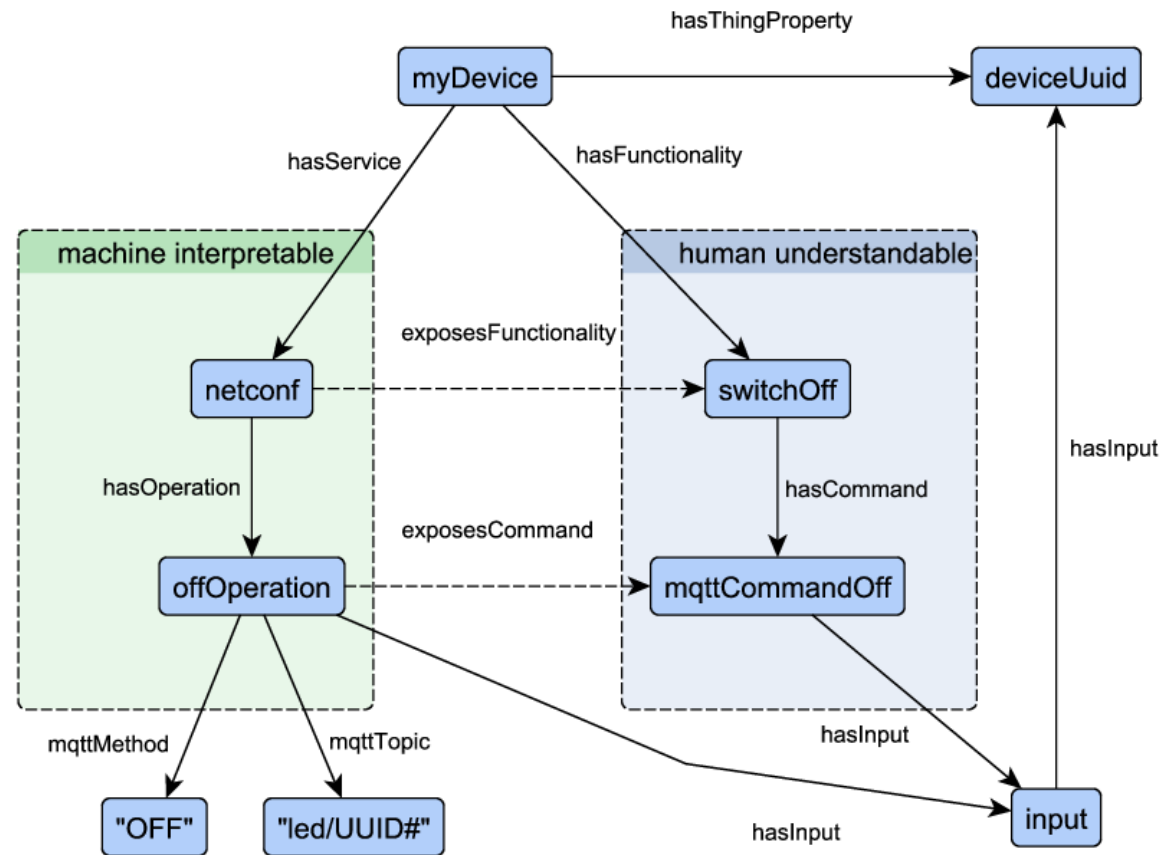 hasThingProperty
myDevice
deviceUuid
hasService
hasFunctionality
machine interpretable
human understandable
exposesFunctionality
netconf
switchOff
hasInput
hasOperation
hasCommand
exposesCommand
offOperation
mqttCommandOff
mqttMethod
mqttTopic
hasInput
"OFF"
"led/UUID#"
hasInput
input